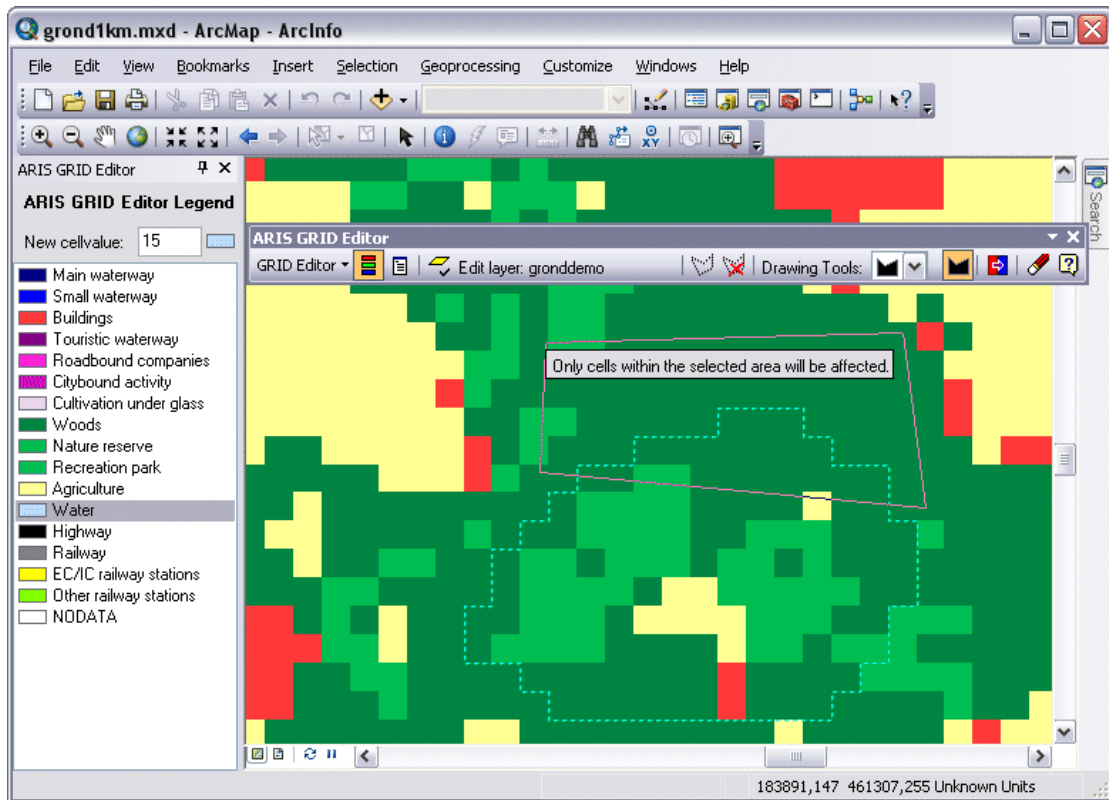 grond1km.mxd - ArcMap - ArcInfo
File Edit View Bookmarks Insert Selection Geoprocessing Customize Windows Help
XY
ARIS GRID Editor
ARIS GRID Editor Legend
New cellvalue: 15
Main waterway
Small waterway
Buildings
Touristic waterway
Roadbound companies
Citybound activity
Cultivation under glass
Woods
Nature reserve
Recreation park
Agriculture
Water
Highway
Railway
EC/IC railway stations
Other railway stations
NODATA
ARIS GRID Editor
GRID Editor Edit layer: gronddemo Drawing Tools:
Only cells within the selected area will be affected.
Search
183891,147 461307,255 Unknown Units